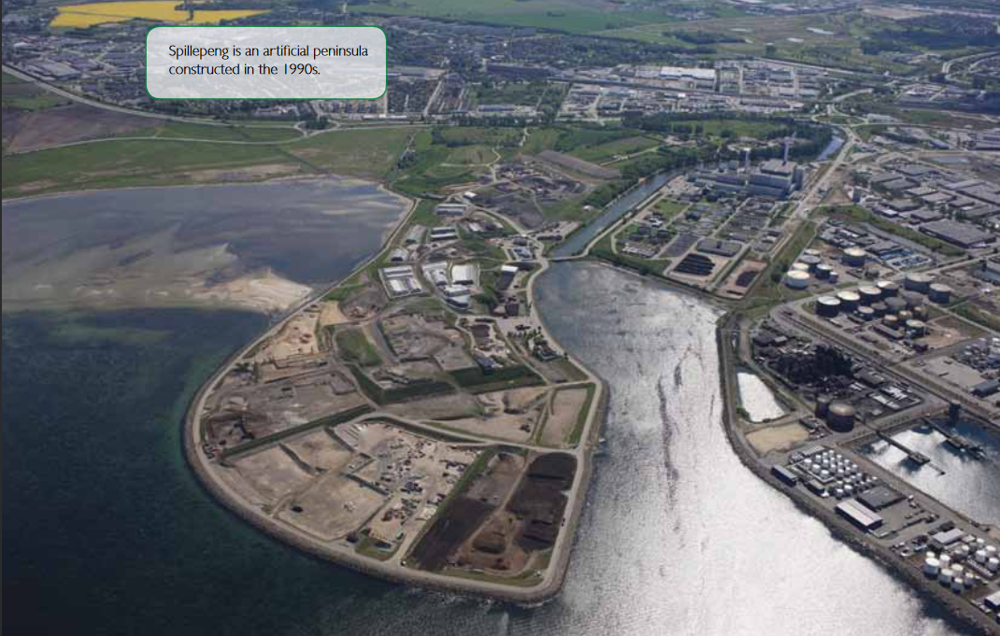 Spillepeng is an artificial peninsula
constructed in the 1990s.